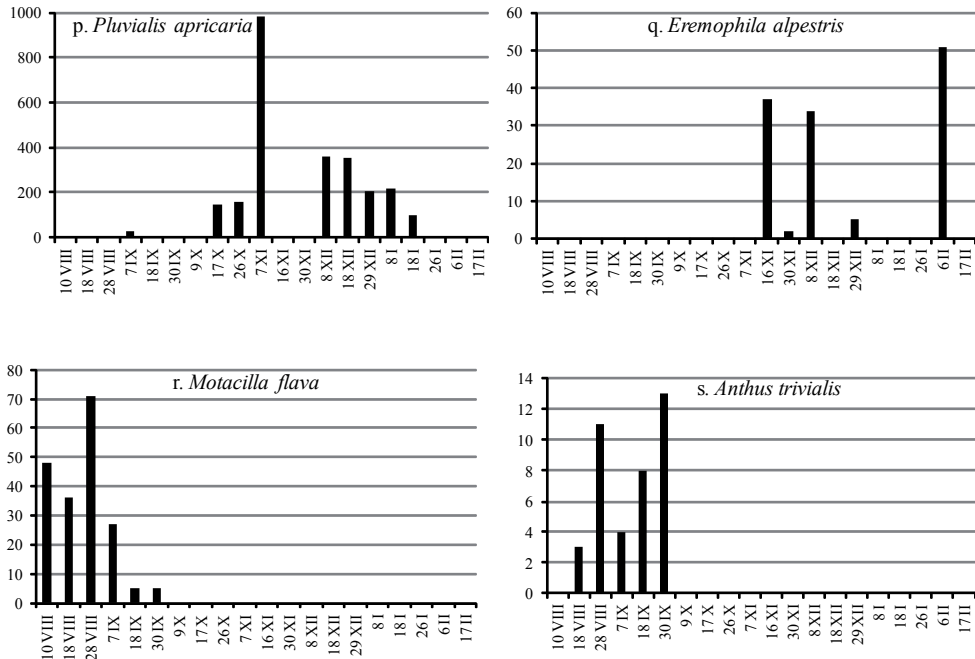 p. Pluvialis apricaria
1000
800
600
400
200
0
10 VIII
18 VIII
28 VIII
7 IX
18 IX
30 IX
9 X
17 X
26 X
7 XI
16 XI
30 XI
8 XII
18 XII
29 XII
8 I
18 I
26 I
6 II
17 II
q. Eremophila alpestris
60
50
40
30
20
10
0
10 VIII
18 VIII
28 VIII
7 IX
18 IX
30 IX
9 X
17 X
26 X
7 XI
16 XI
30 XI
8 XII
18 XII
29 XII
8 I
18 I
26 I
6 II
17 II
r. Motacilla flava
80
70
60
50
40
30
20
10
0
10 VIII
18 VIII
28 VIII
7 IX
18 IX
30 IX
9 X
17 X
26 X
7 XI
16 XI
30 XI
8 XII
18 XII
29 XII
8 I
18 I
26 I
6 II
17 II
s. Anthus trivialis
14
12
10
8
6
4
2
0
10 VIII
18 VIII
28 VIII
7 IX
18 IX
30 IX
9 X
17 X
26 X
7 XI
16 XI
30 XI
8 XII
18 XII
29 XII
8 I
18 I
26 I
6 II
17 II